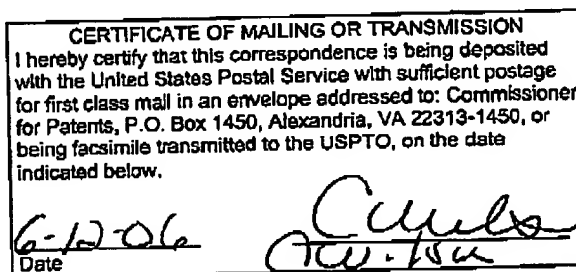 CERTIFICATE OF MAILING OR TRANSMISSION
I hereby certify that this correspondence is being deposited
with the United States Postal Service with sufficient postage
for first class mail in an envelope addressed to: Commissioner
for Patents, P.O. Box 1450, Alexandria, VA 22313-1450, or
being facsimile transmitted to the USPTO, on the date
indicated below.
6-12-06
Date